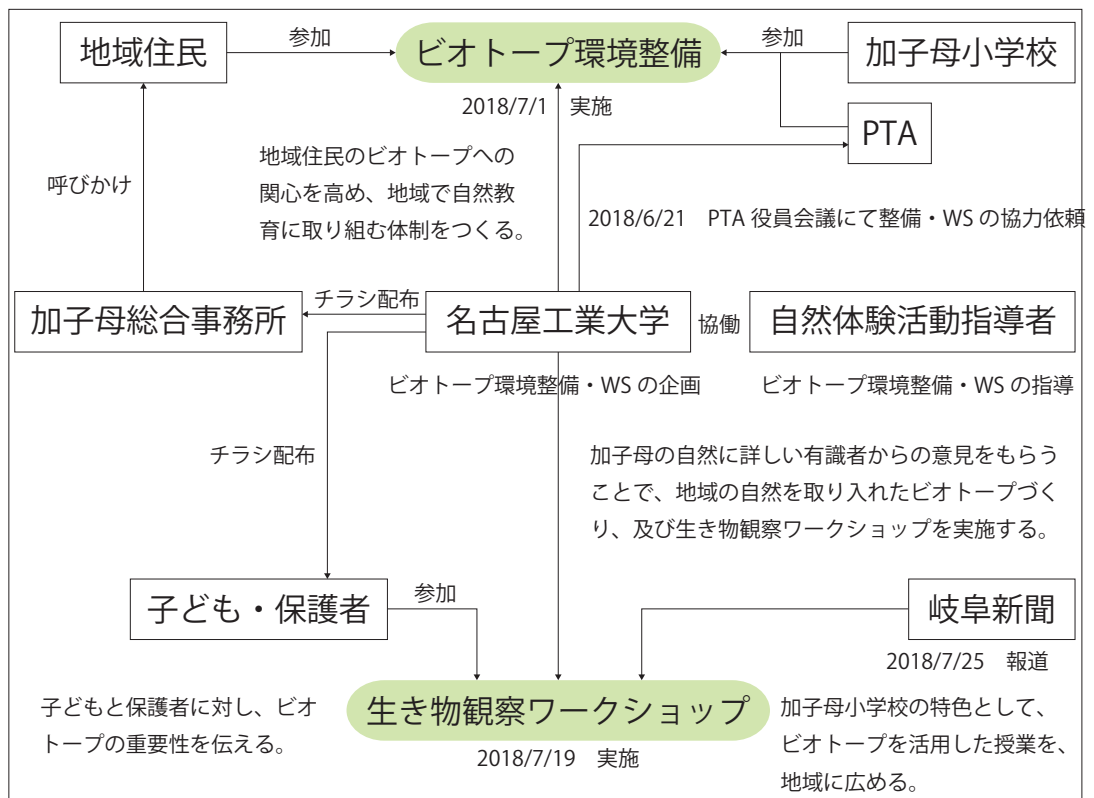 地域住民
参加
ビオトープ環境整備
参加
加子母小学校
2018/7/1　実施
PTA
地域住民のビオトープへの
関心を高め、地域で自然教
育に取り組む体制をつくる。
呼びかけ
2018/6/21　PTA 役員会議にて整備・WS の協力依頼
加子母総合事務所
チラシ配布
名古屋工業大学
協働
自然体験活動指導者
ビオトープ環境整備・WS の企画
ビオトープ環境整備・WS の指導
チラシ配布
加子母の自然に詳しい有識者からの意見をもらう
ことで、地域の自然を取り入れたビオトープづく
り、及び生き物観察ワークショップを実施する。
子ども・保護者
参加
岐阜新聞
2018/7/25　報道
子どもと保護者に対し、ビオ
トープの重要性を伝える。
生き物観察ワークショップ
2018/7/19　実施
加子母小学校の特色として、
ビオトープを活用した授業を、
地域に広める。